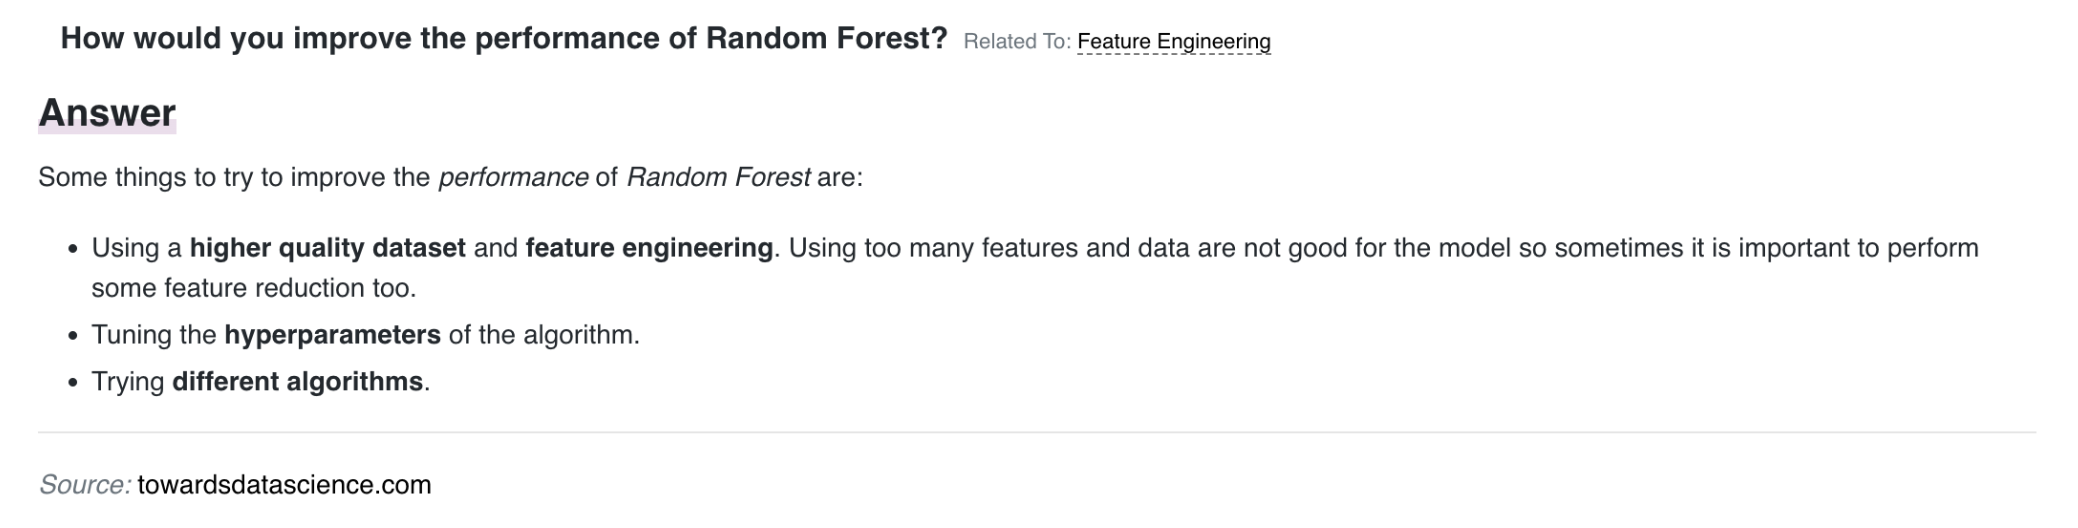 How would you improve the performance of Random Forest? Related To: Feature Engineering
Answer
Some things to try to improve the performance of Random Forest are:
• Using a higher quality dataset and feature engineering. Using too many features and data are not good for the model so sometimes it is important to perform
some feature reduction too.
• Tuning the hyperparameters of the algorithm.
• Trying different algorithms.
Source: towardsdatascience.com